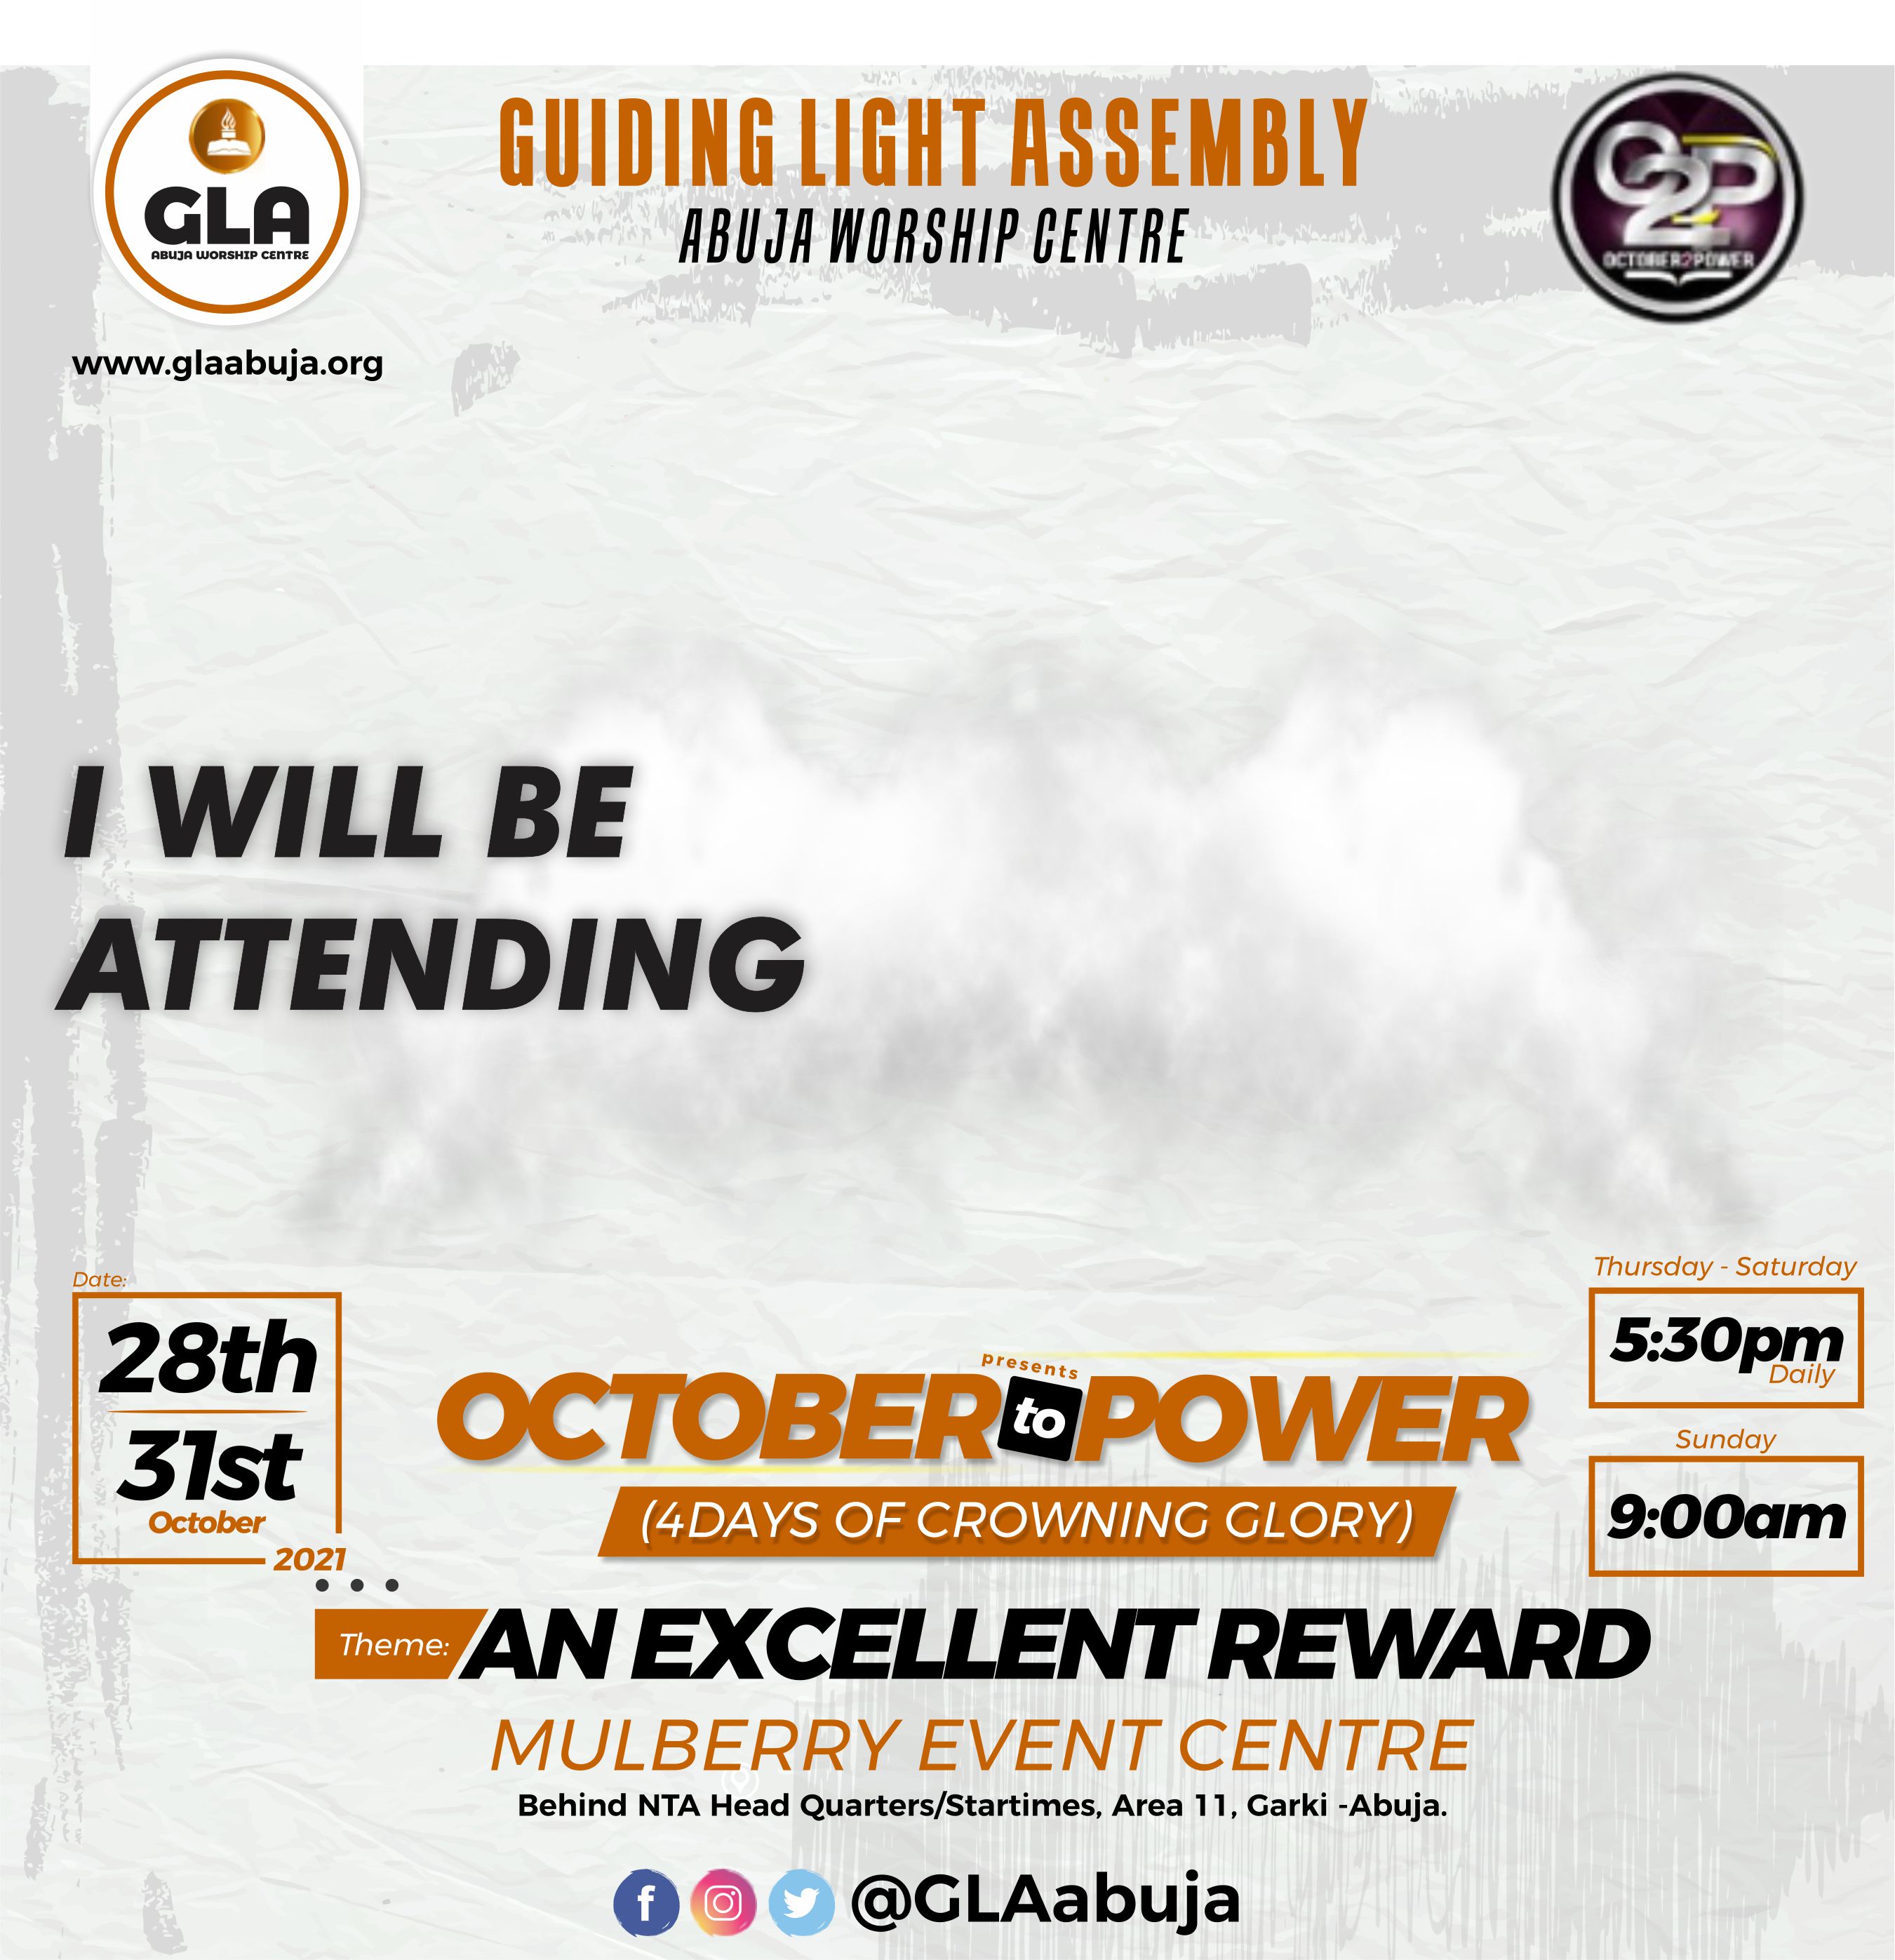 GLA
ABUJA WORSHIP CENTRE
www.glaabuja.org
GUIDING LIGHT ASSEMBLY
ABUJA WORSHIP CENTRE
O2P
OCTOBER2POWER
I WILL BE
ATTENDING
Date:
28th
31st
October
2021
presents
OCTOBER to POWER
(4DAYS OF CROWNING GLORY)
Thursday - Saturday
5:30pm
Daily
Sunday
9:00am
Theme: AN EXCELLENT REWARD
MULBERRY EVENT CENTRE
Behind NTA Head Quarters/Startimes, Area 11, Garki -Abuja.
@GLAabuja